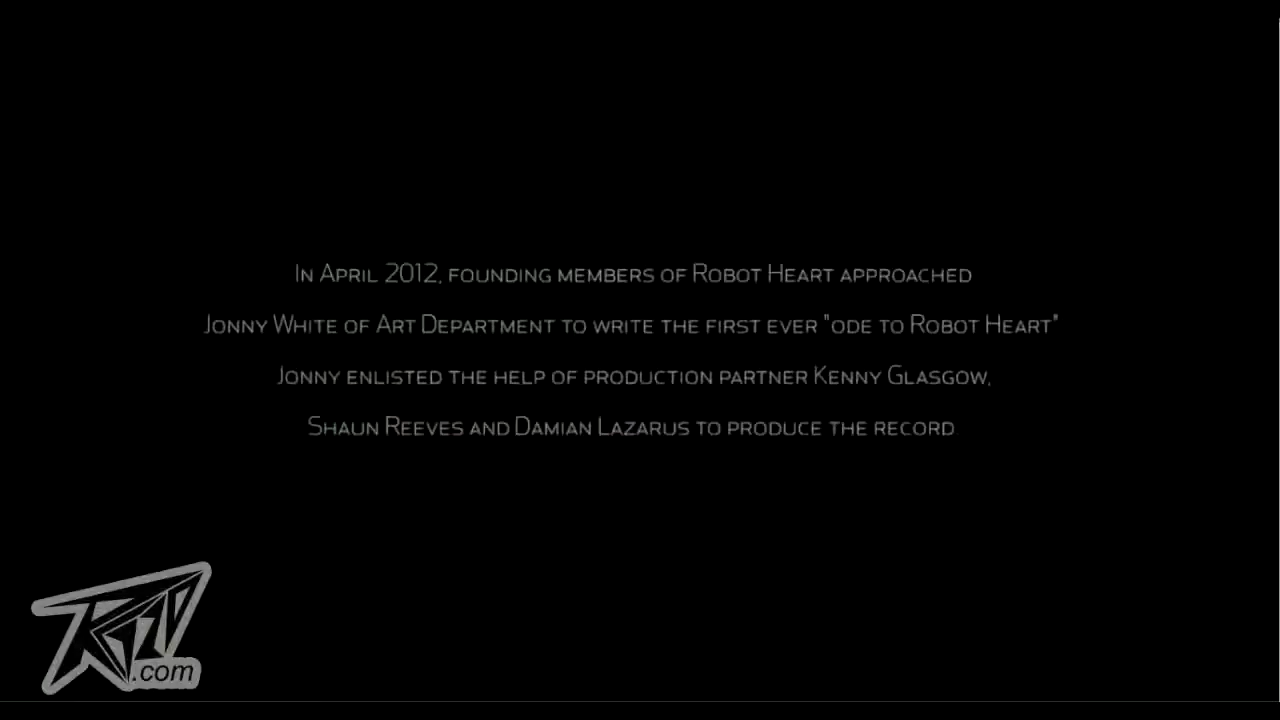 In April 2012, founding members of Robot Heart approached
Jonny White of Art Department to write the first ever "ode to Robot Heart"
Jonny enlisted the help of production partner Kenny Glasgow,
Shaun Reeves and Damian Lazarus to produce the record
.com